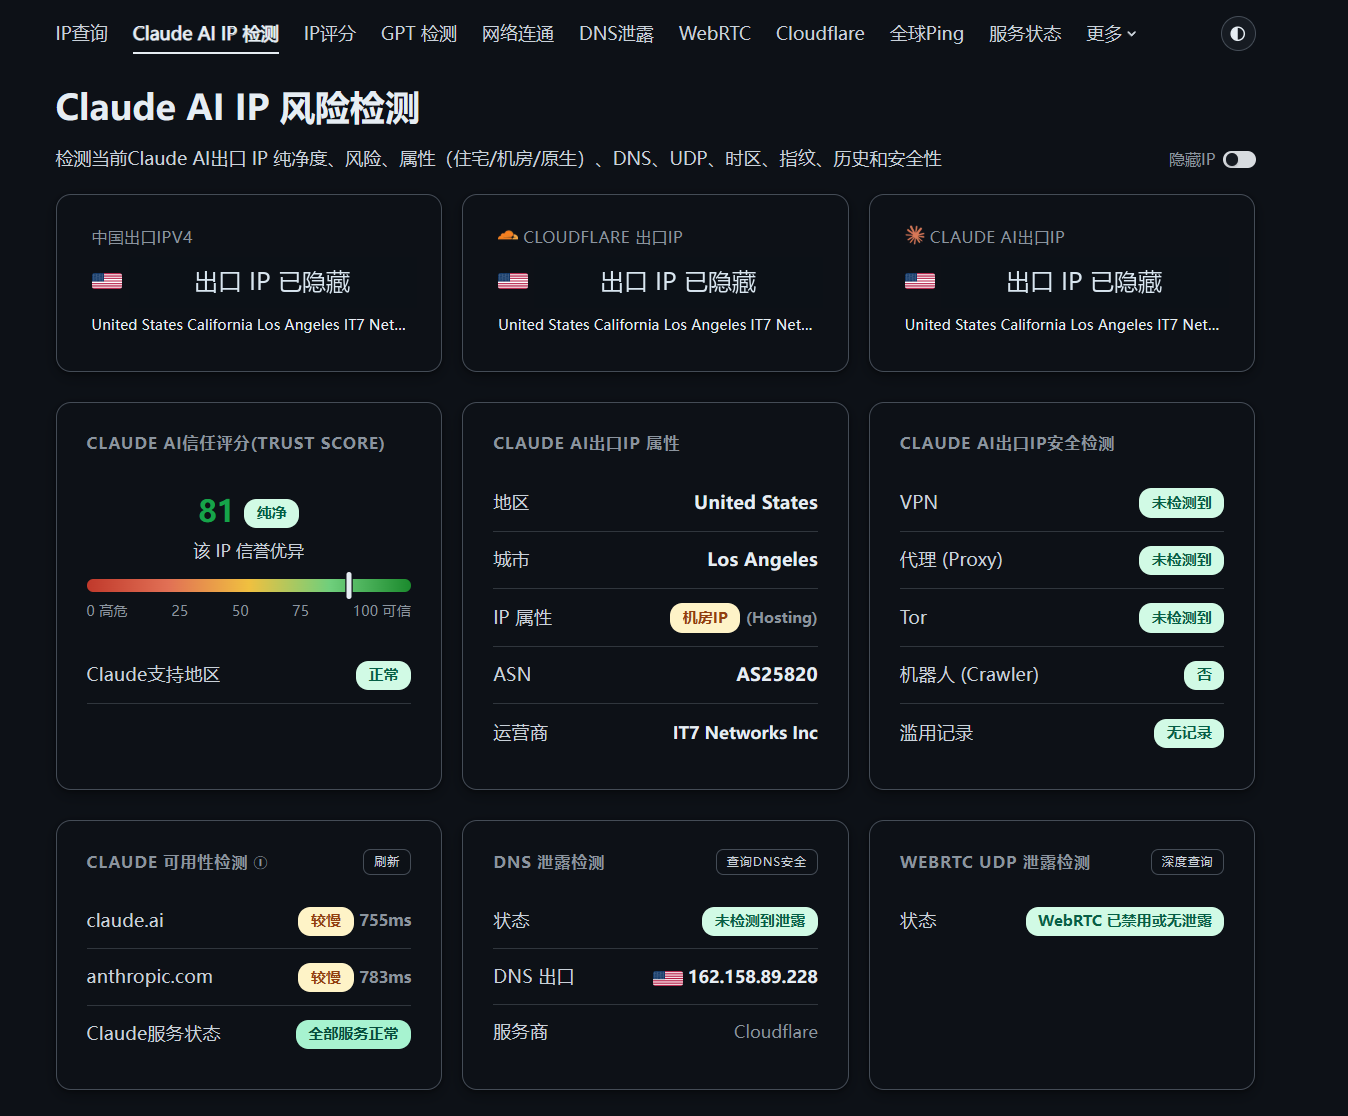 IP查询 Claude AI IP 检测 IP评分 GPT 检测 网络连通 DNS泄露 WebRTC Cloudflare 全球Ping 服务状态 更多
Claude AI IP 风险检测
检测当前Claude AI出口 IP 纯净度、风险、属性（住宅/机房/原生）、DNS、UDP、时区、指纹、历史和安全性
隐藏IP
中国出口IPV4
出口 IP 已隐藏
United States California Los Angeles IT7 Net...
CLOUDFLARE 出口IP
出口 IP 已隐藏
United States California Los Angeles IT7 Net...
CLAUDE AI出口IP
出口 IP 已隐藏
United States California Los Angeles IT7 Net...
CLAUDE AI信任评分(TRUST SCORE)
81 纯净
该 IP 信誉优异
0 高危 25 50 75 100 可信
Claude支持地区 正常
CLAUDE AI出口IP 属性
地区 United States
城市 Los Angeles
IP 属性 机房IP (Hosting)
ASN AS25820
运营商 IT7 Networks Inc
CLAUDE AI出口IP安全检测
VPN 未检测到
代理 (Proxy) 未检测到
Tor 未检测到
机器人 (Crawler) 否
滥用记录 无记录
CLAUDE 可用性检测 刷新
claude.ai 较慢 755ms
anthropic.com 较慢 783ms
Claude服务状态 全部服务正常
DNS 泄露检测 查询DNS安全
状态 未检测到泄露
DNS 出口 162.158.89.228
服务商 Cloudflare
WEBRTC UDP 泄露检测 深度查询
状态 WebRTC 已禁用或无泄露